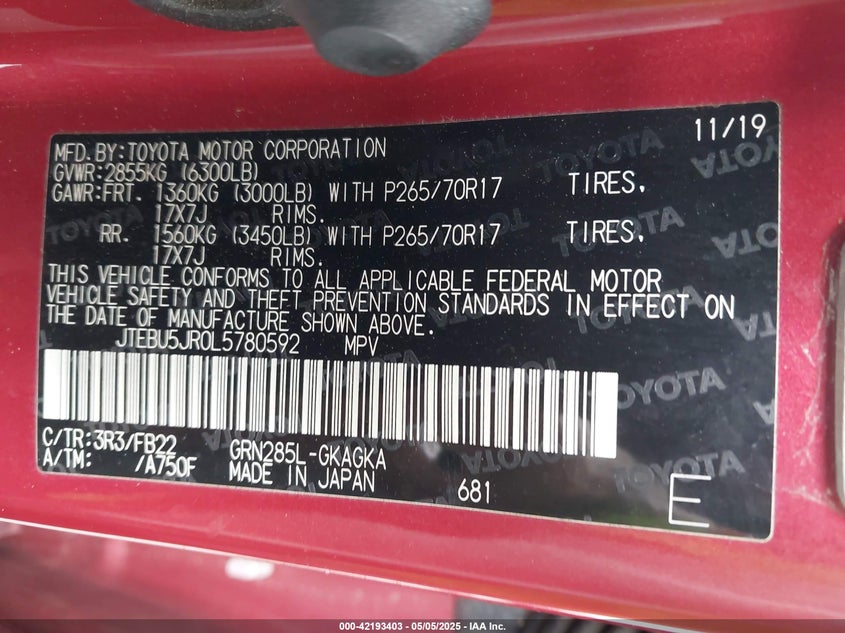 11/19
MFD.BY:TOYOTA MOTOR CORPORATION
GVWR:2855KG (6300LB)
GAWR:FRT. 1360KG (3000LB) WITH P265/70R17 TIRES,
17X7J RIMS.
RR. 1560KG (3450LB) WITH P265/70R17 TIRES,
17X7J RIMS.
THIS VEHICLE CONFORMS TO ALL APPLICABLE FEDERAL MOTOR
VEHICLE SAFETY AND THEFT PREVENTION STANDARDS IN EFFECT ON
THE DATE OF MANUFACTURE SHOWN ABOVE.
JTEBU5JR0L5780592 MPV
C/TR:3R3/FB22 GRN285L-GKAGKA
A/TM: /A750F MADE IN JAPAN
681
E
000-42193403 - 05/05/2025 - IAA Inc.